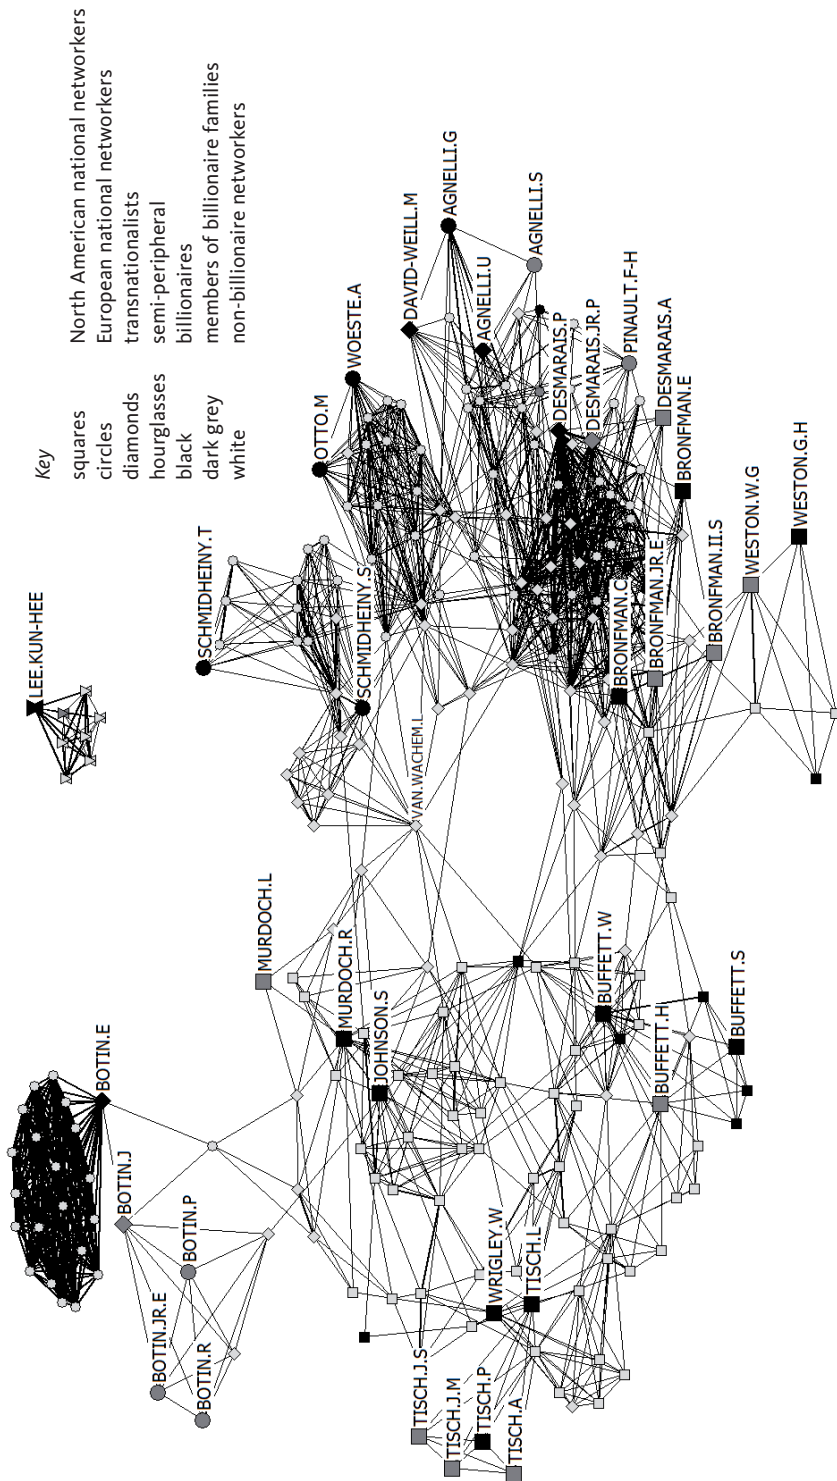 Key
squares North American national networkers
circles European national networkers
diamonds transnationalists
hourglasses semi-peripheral
black billionaires
dark grey members of billionaire families
white non-billionaire networkers
LEE.KUN-HEE
BOTIN.E
BOTIN.J
BOTIN.P
BOTIN.JR.E
BOTIN.R
SCHMIDHEINY.T
SCHMIDHEINY.S
OTTO.M
WOESTE.A
DAVID-WEILL.M
AGNELLI.G
AGNELLI.U
AGNELLI.S
DESMARAIS.P
DESMARAIS.JR.P
PINAULT.F-H
DESMARAIS.A
BRONFMAN.E
BRONFMAN.C
BRONFMAN.JR.E
BRONFMAN.II.S
WESTON.W.G
WESTON.G.H
VAN.WACHEM.L
MURDOCH.L
MURDOCH.R
JOHNSON.S
BUFFETT.W
BUFFETT.H
BUFFETT.S
WRIGLEY.W
TISCH.L
TISCH.J.S
TISCH.J.M
TISCH.P
TISCH.A